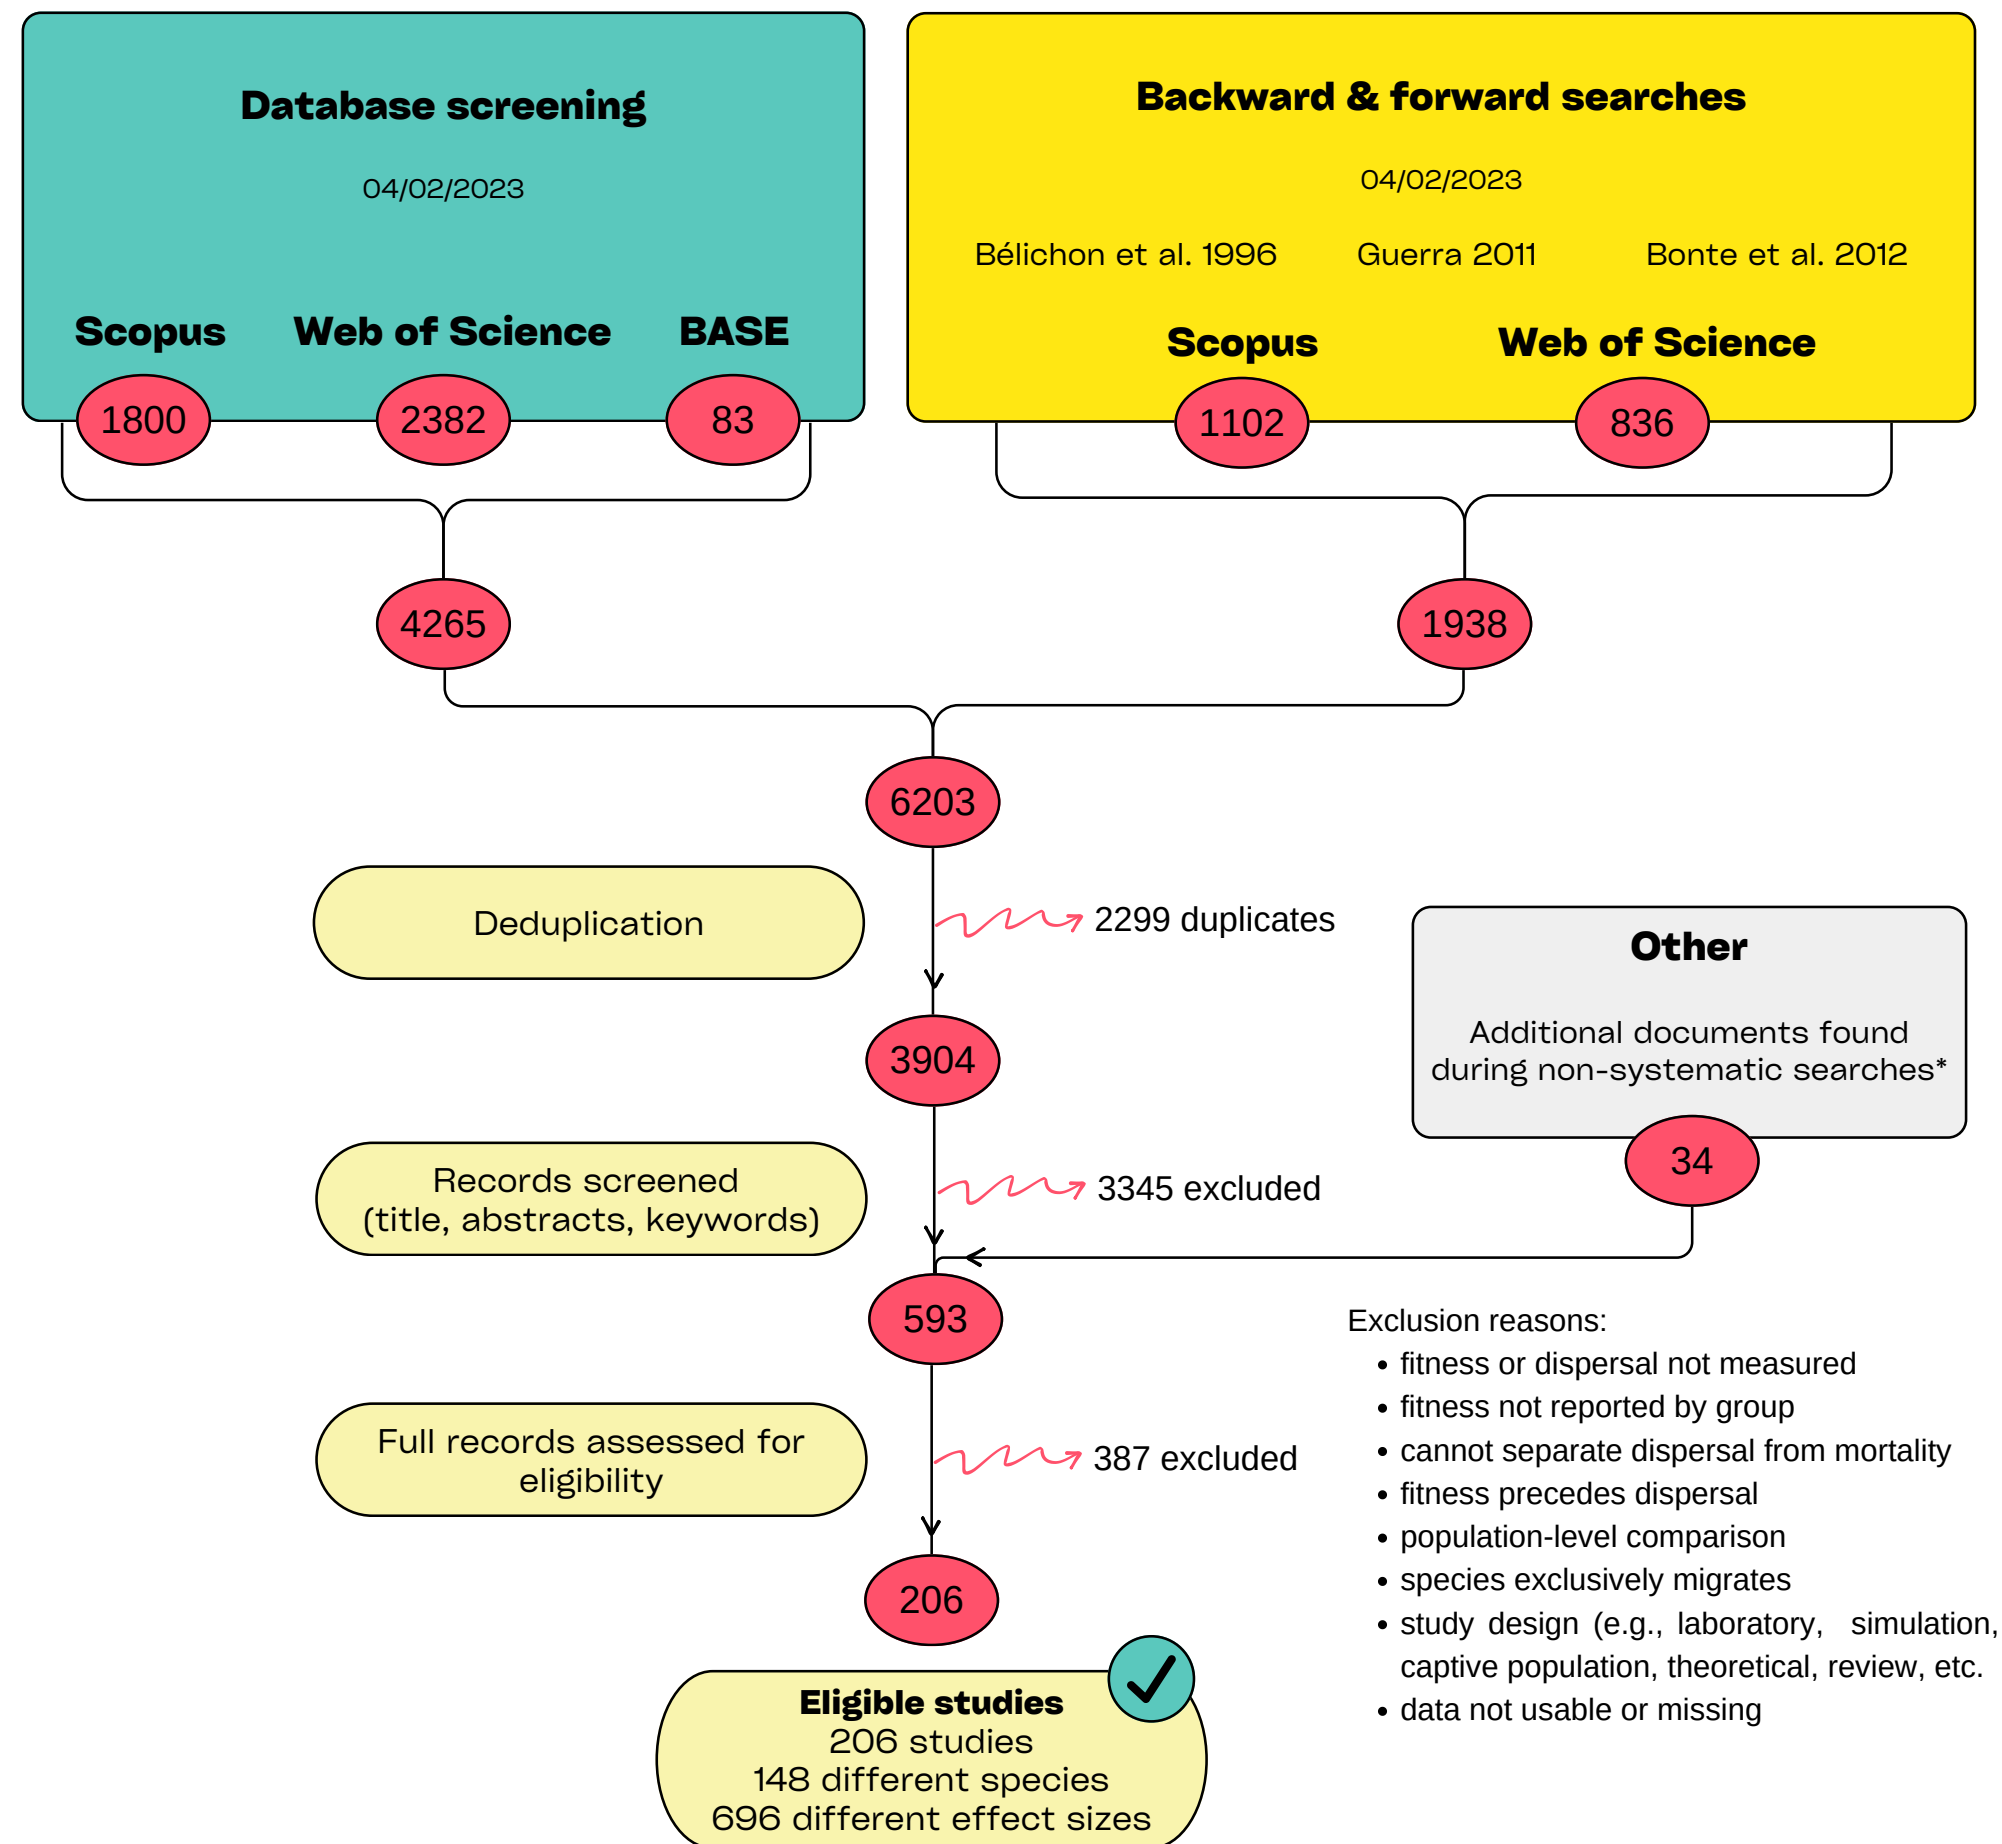 Database screening
04/02/2023
Scopus
Web of Science
BASE
1800
2382
83
Backward & forward searches
04/02/2023
Bélichon et al. 1996
Guerra 2011
Bonte et al. 2012
Scopus
Web of Science
1102
836
4265
1938
6203
Deduplication
2299 duplicates
3904
Other
Additional documents found
during non-systematic searches*
34
Records screened
(title, abstracts, keywords)
3345 excluded
593
Full records assessed for
eligibility
387 excluded
Exclusion reasons:
• fitness or dispersal not measured
• fitness not reported by group
• cannot separate dispersal from mortality
• fitness precedes dispersal
• population-level comparison
• species exclusively migrates
• study design (e.g., laboratory, simulation,
captive population, theoretical, review, etc.
• data not usable or missing
206
Eligible studies
206 studies
148 different species
696 different effect sizes